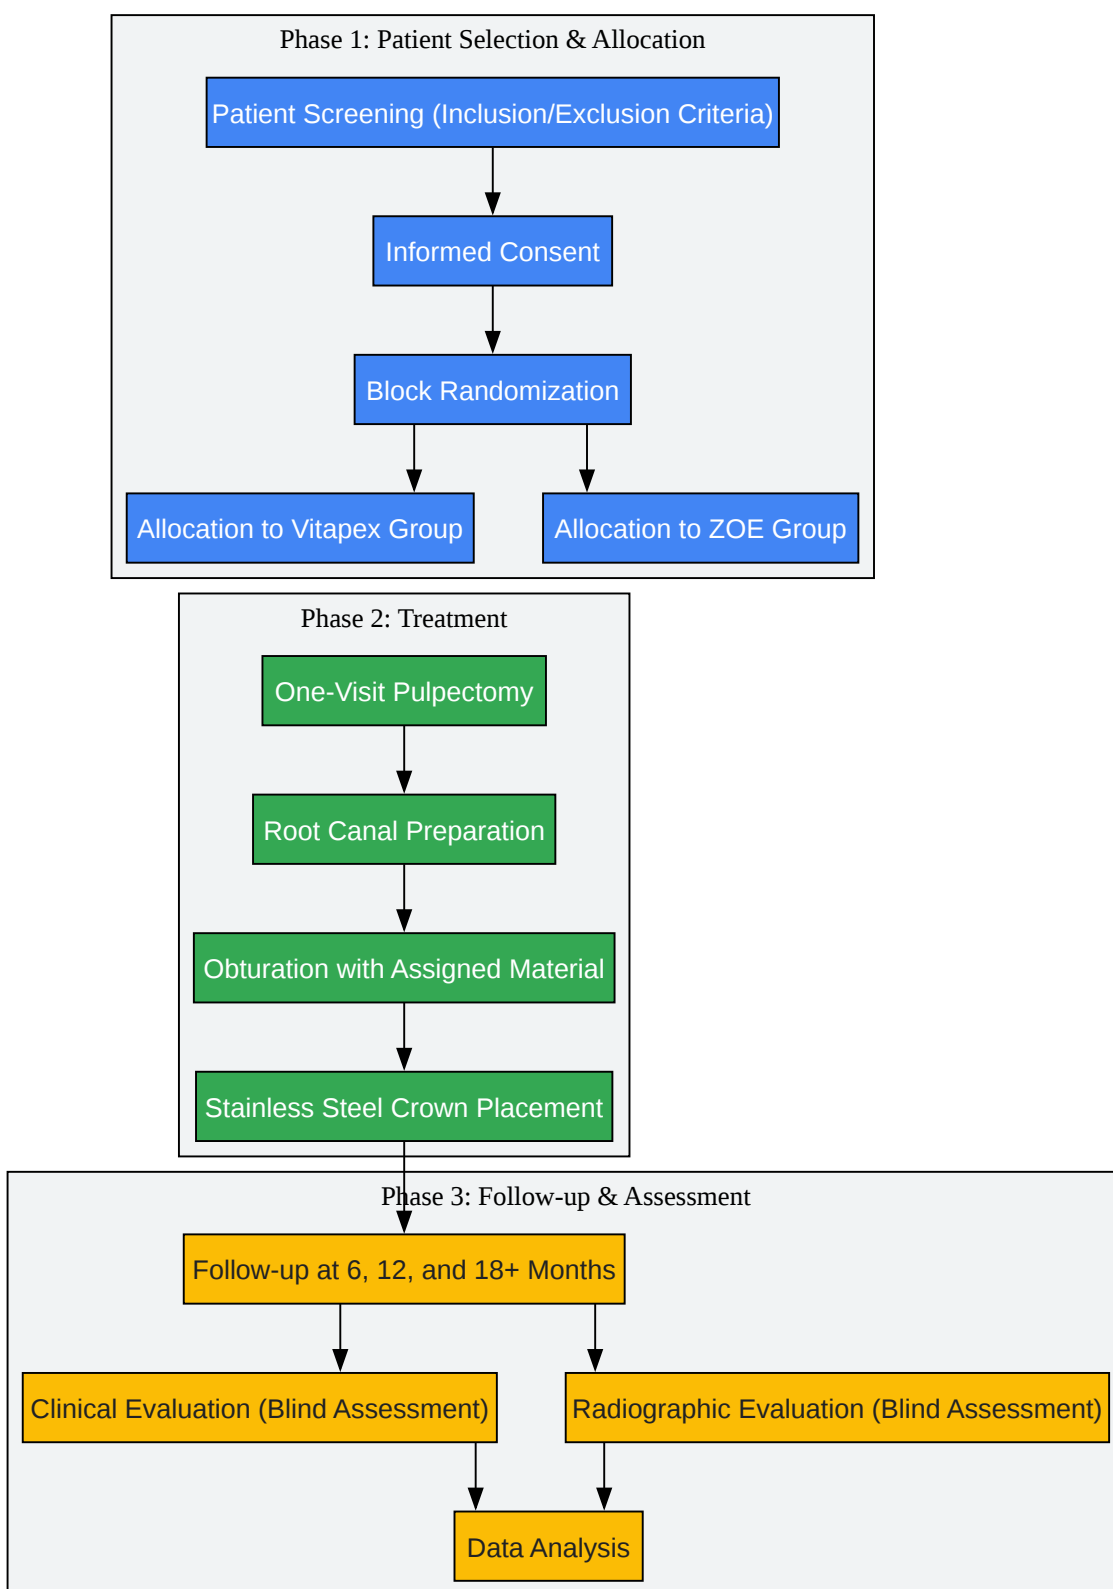 Phase 1: Patient Selection & Allocation
Patient Screening (Inclusion/Exclusion Criteria)
Informed Consent
Block Randomization
Allocation to Vitapex Group
Allocation to ZOE Group
Phase 2: Treatment
One-Visit Pulpectomy
Root Canal Preparation
Obturation with Assigned Material
Stainless Steel Crown Placement
Phase 3: Follow-up & Assessment
Follow-up at 6, 12, and 18+ Months
Clinical Evaluation (Blind Assessment)
Radiographic Evaluation (Blind Assessment)
Data Analysis